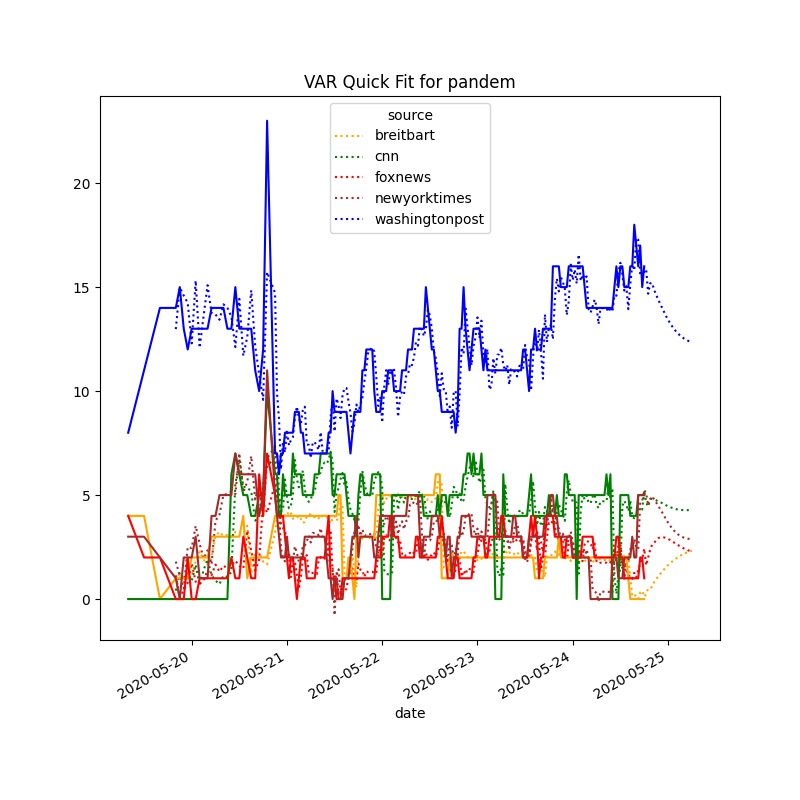 VAR Quick Fit for pandem
source
breitbart
cnn
foxnews
newyorktimes
washingtonpost
20
15
10
5
0
2020-05-20
2020-05-21
2020-05-22
2020-05-23
2020-05-24
2020-05-25
date